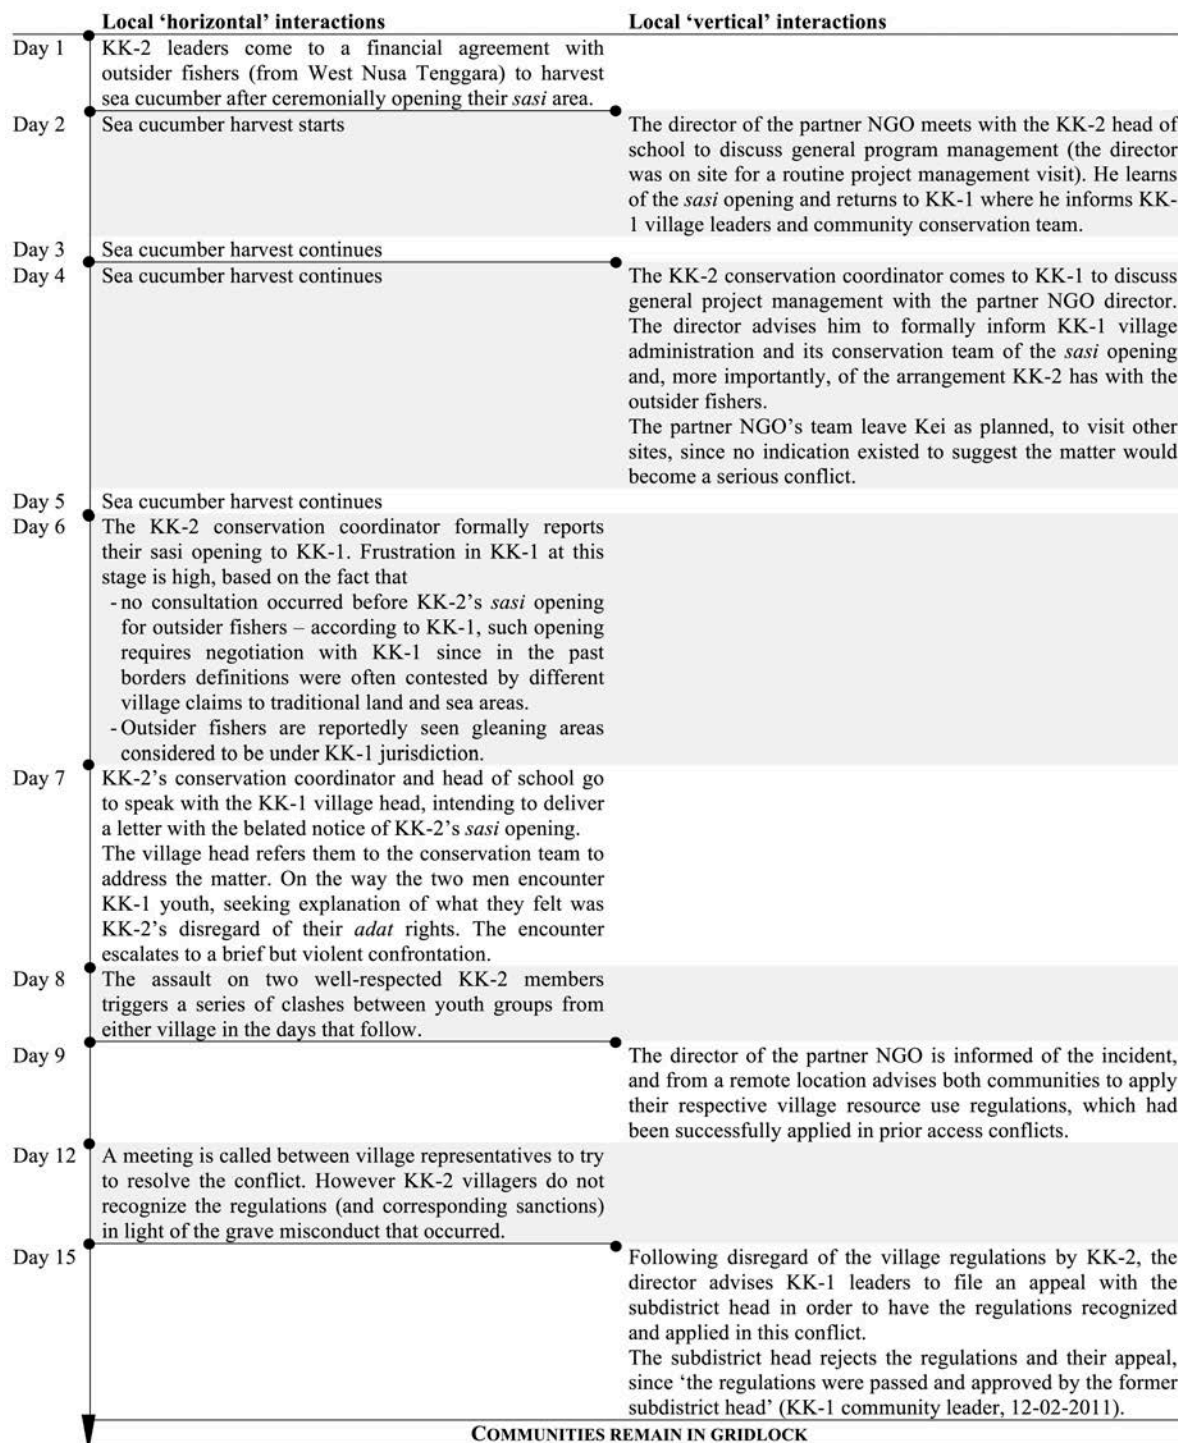 Local ‘horizontal’ interactions
Local ‘vertical’ interactions
Day 1
KK-2 leaders come to a financial agreement with
outsider fishers (from West Nusa Tenggara) to harvest
sea cucumber after ceremonially opening their sasi area.
Day 2
Sea cucumber harvest starts
The director of the partner NGO meets with the KK-2 head of
school to discuss general program management (the director
was on site for a routine project management visit). He learns
of the sasi opening and returns to KK-1 where he informs KK-
1 village leaders and community conservation team.
Day 3
Sea cucumber harvest continues
Day 4
Sea cucumber harvest continues
The KK-2 conservation coordinator comes to KK-1 to discuss
general project management with the partner NGO director.
The director advises him to formally inform KK-1 village
administration and its conservation team of the sasi opening
and, more importantly, of the arrangement KK-2 has with the
outsider fishers.
The partner NGO’s team leave Kei as planned, to visit other
sites, since no indication existed to suggest the matter would
become a serious conflict.
Day 5
Sea cucumber harvest continues
Day 6
The KK-2 conservation coordinator formally reports
their sasi opening to KK-1. Frustration in KK-1 at this
stage is high, based on the fact that
- no consultation occurred before KK-2’s sasi opening
for outsider fishers – according to KK-1, such opening
requires negotiation with KK-1 since in the past
borders definitions were often contested by different
village claims to traditional land and sea areas.
- Outsider fishers are reportedly seen gleaning areas
considered to be under KK-1 jurisdiction.
Day 7
KK-2’s conservation coordinator and head of school go
to speak with the KK-1 village head, intending to deliver
a letter with the belated notice of KK-2’s sasi opening.
The village head refers them to the conservation team to
address the matter. On the way the two men encounter
KK-1 youth, seeking explanation of what they felt was
KK-2’s disregard of their adat rights. The encounter
escalates to a brief but violent confrontation.
Day 8
The assault on two well-respected KK-2 members
triggers a series of clashes between youth groups from
either village in the days that follow.
Day 9
The director of the partner NGO is informed of the incident,
and from a remote location advises both communities to apply
their respective village resource use regulations, which had
been successfully applied in prior access conflicts.
Day 12
A meeting is called between village representatives to try
to resolve the conflict. However KK-2 villagers do not
recognize the regulations (and corresponding sanctions)
in light of the grave misconduct that occurred.
Day 15
Following disregard of the village regulations by KK-2, the
director advises KK-1 leaders to file an appeal with the
subdistrict head in order to have the regulations recognized
and applied in this conflict.
The subdistrict head rejects the regulations and their appeal,
since ‘the regulations were passed and approved by the former
subdistrict head’ (KK-1 community leader, 12-02-2011).
COMMUNITIES REMAIN IN GRIDLOCK